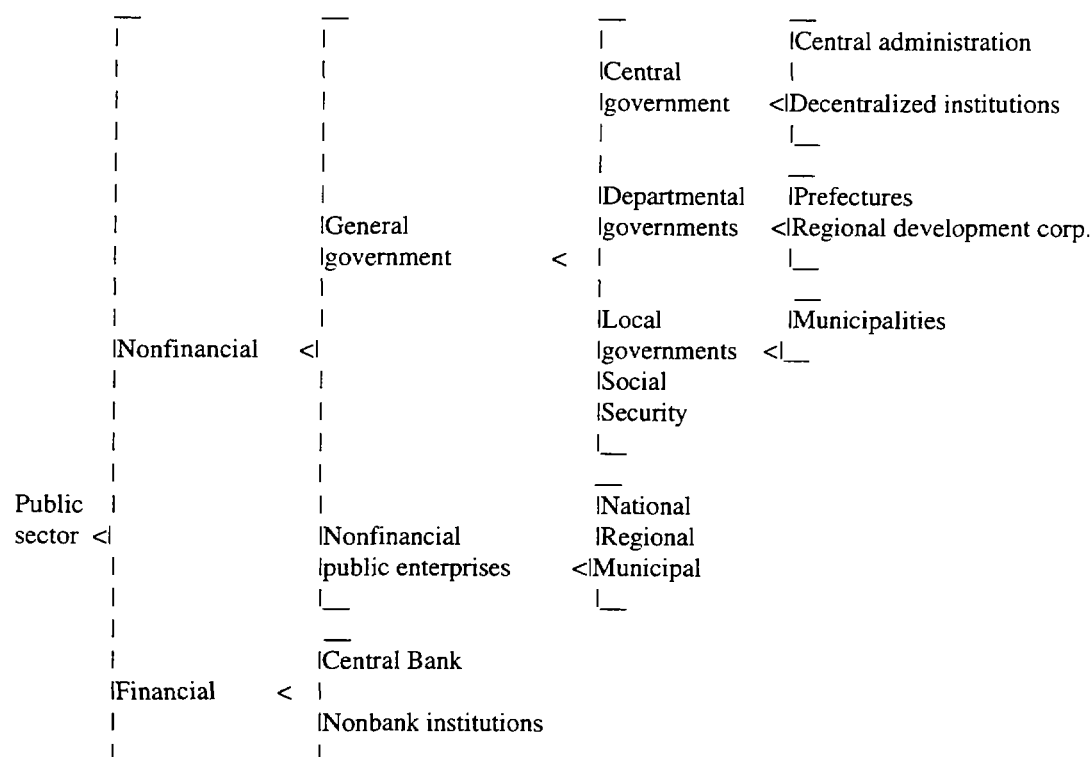 Central administration
Central
government <Decentralized institutions
Departmental Prefectures
General governments <Regional development corp.
government <
Local Municipalities
Nonfinancial < governments <
Social
Security
Public National
sector < Nonfinancial Regional
public enterprises <Municipal
Central Bank
Financial <
Nonbank institutions